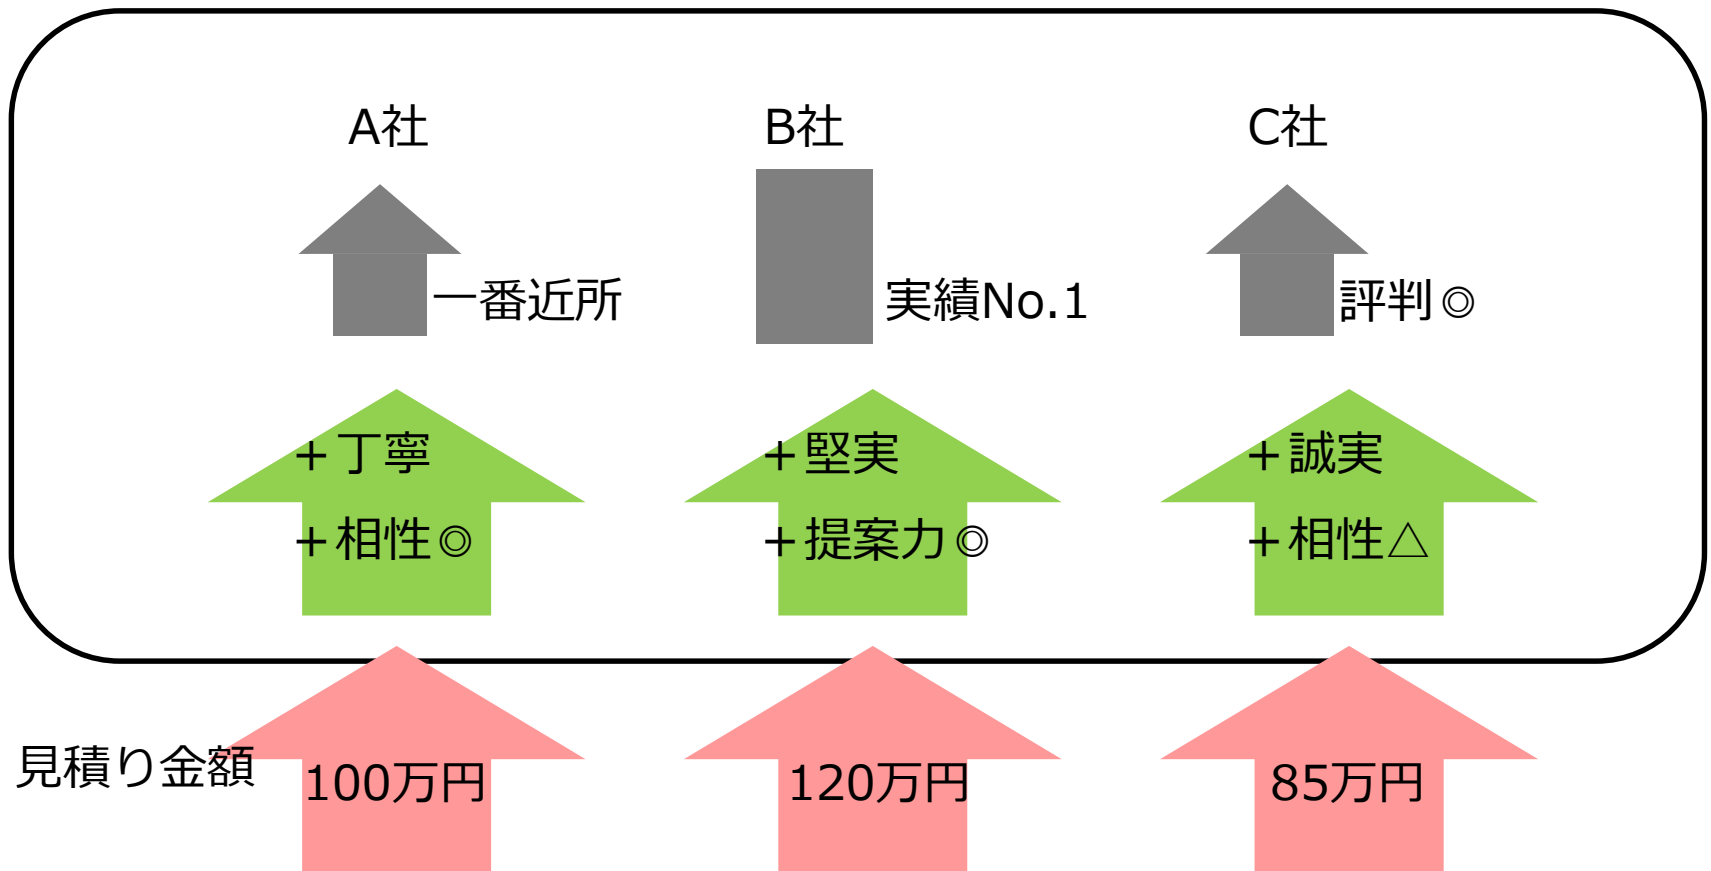 A社 B社 C社
一番近所 実績No.1 評判◎
＋丁寧 ＋堅実 ＋誠実
＋相性◎ ＋提案力◎ ＋相性△
見積り金額 100万円 120万円 85万円